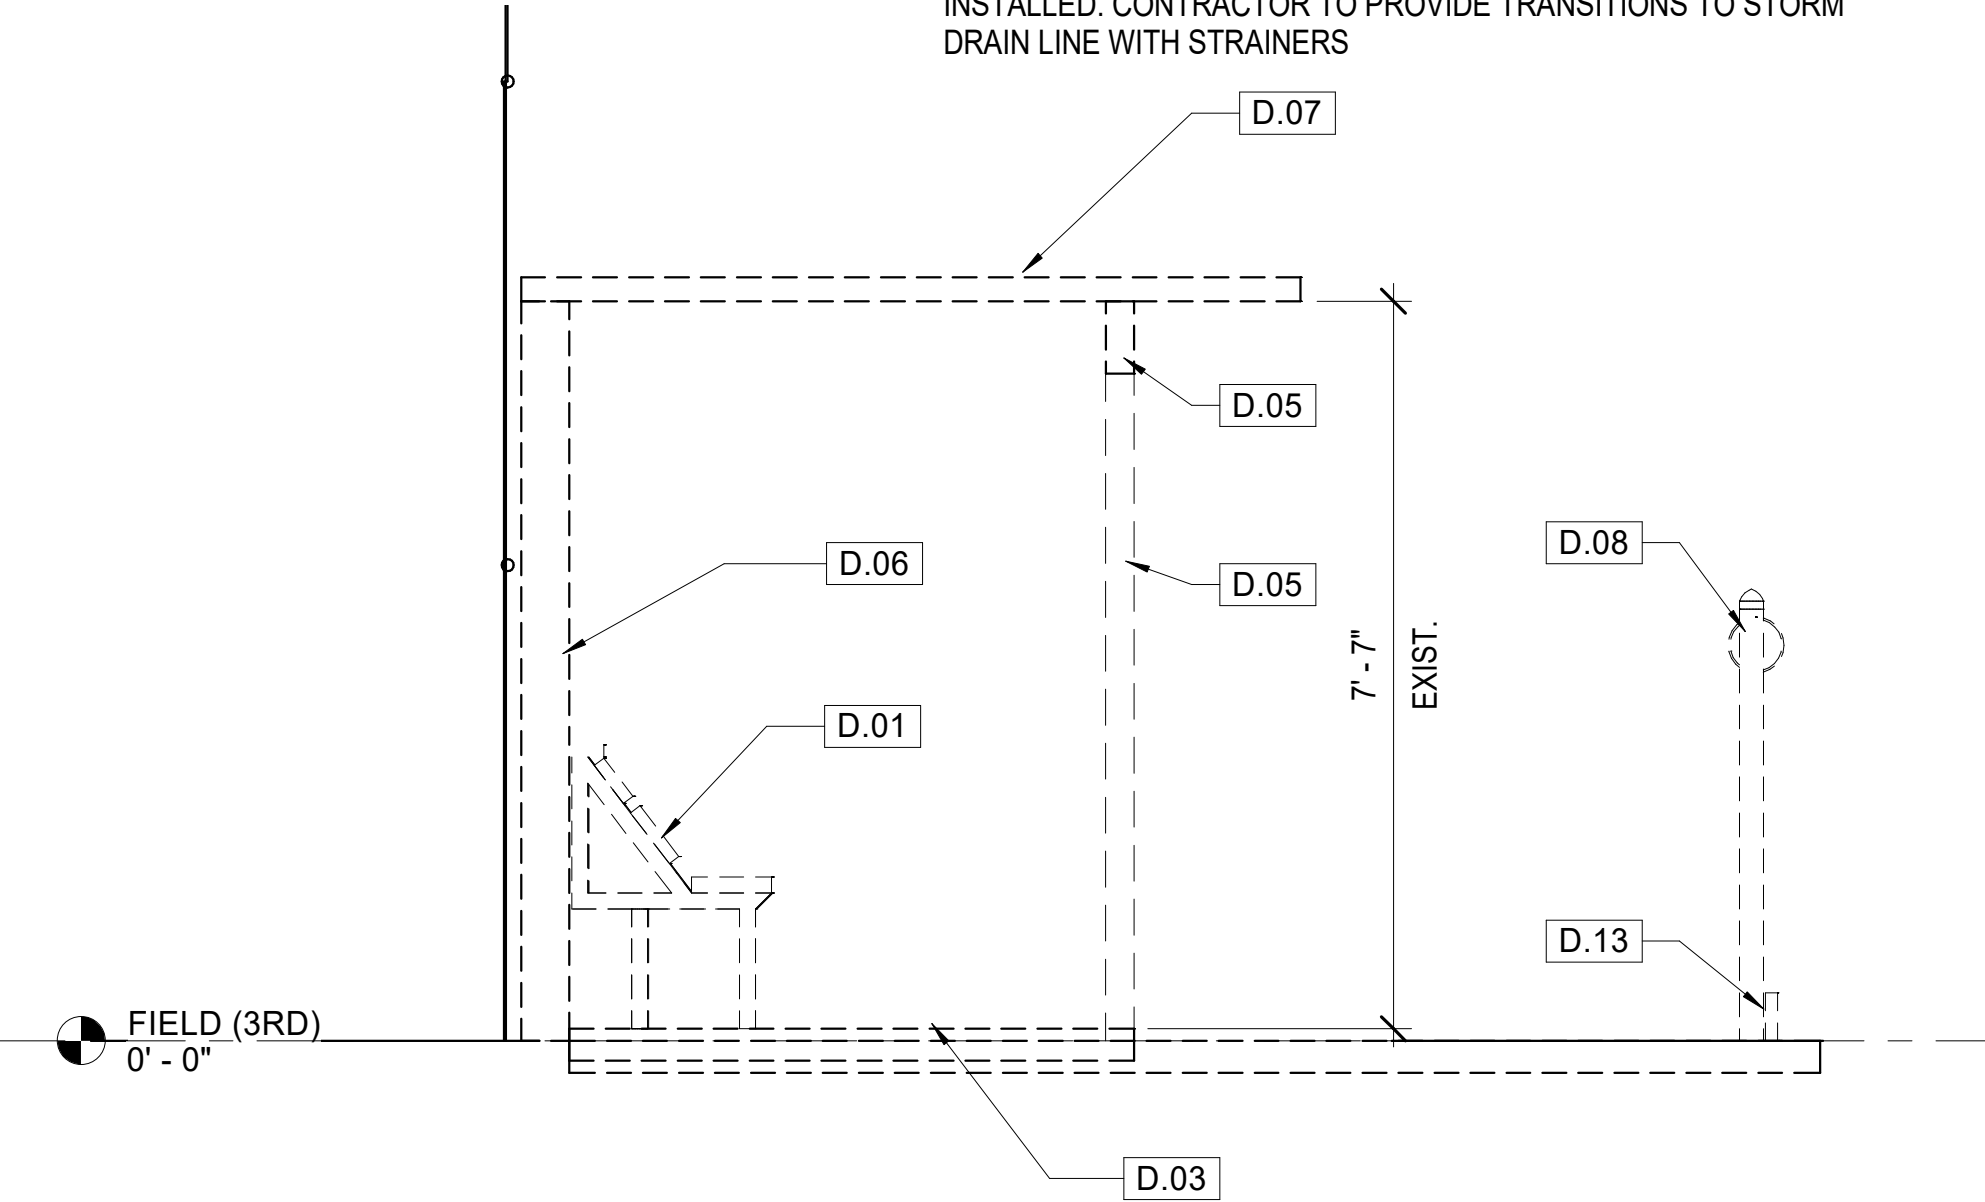 INSTALLED. CONTRACTOR TO PROVIDE TRANSITIONS TO STORM
DRAIN LINE WITH STRAINERS
D.07
D.05
D.06
D.05
D.08
7' - 7"
EXIST.
D.01
D.13
FIELD (3RD)
0' - 0"
D.03